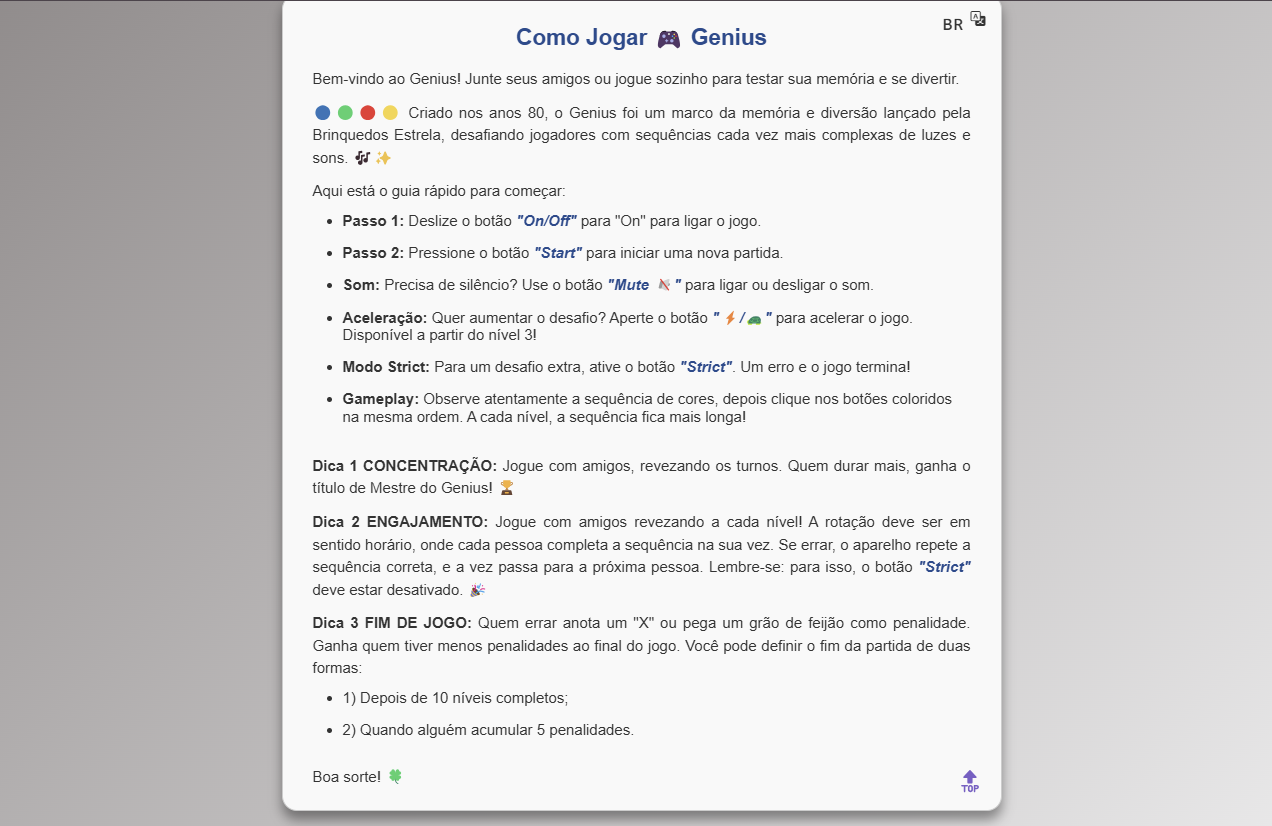 BR
Como Jogar 🎮 Genius
Bem-vindo ao Genius! Junte seus amigos ou jogue sozinho para testar sua memória e se divertir.
🔵 🟢 🔴 🟡 Criado nos anos 80, o Genius foi um marco da memória e diversão lançado pela
Brinquedos Estrela, desafiando jogadores com sequências cada vez mais complexas de luzes e
sons. 🎶 ✨
Aqui está o guia rápido para começar:
• Passo 1: Deslize o botão "On/Off" para "On" para ligar o jogo.
• Passo 2: Pressione o botão "Start" para iniciar uma nova partida.
• Som: Precisa de silêncio? Use o botão "Mute 🔇 " para ligar ou desligar o som.
• Aceleração: Quer aumentar o desafio? Aperte o botão " ⚡/🐢 " para acelerar o jogo.
Disponível a partir do nível 3!
• Modo Strict: Para um desafio extra, ative o botão "Strict". Um erro e o jogo termina!
• Gameplay: Observe atentamente a sequência de cores, depois clique nos botões coloridos
na mesma ordem. A cada nível, a sequência fica mais longa!
Dica 1 CONCENTRAÇÃO: Jogue com amigos, revezando os turnos. Quem durar mais, ganha o
título de Mestre do Genius! 🏆
Dica 2 ENGAJAMENTO: Jogue com amigos revezando a cada nível! A rotação deve ser em
sentido horário, onde cada pessoa completa a sequência na sua vez. Se errar, o aparelho repete a
sequência correta, e a vez passa para a próxima pessoa. Lembre-se: para isso, o botão "Strict"
deve estar desativado. 🎉
Dica 3 FIM DE JOGO: Quem errar anota um "X" ou pega um grão de feijão como penalidade.
Ganha quem tiver menos penalidades ao final do jogo. Você pode definir o fim da partida de duas
formas:
• 1) Depois de 10 níveis completos;
• 2) Quando alguém acumular 5 penalidades.
Boa sorte! 🍀
TOP